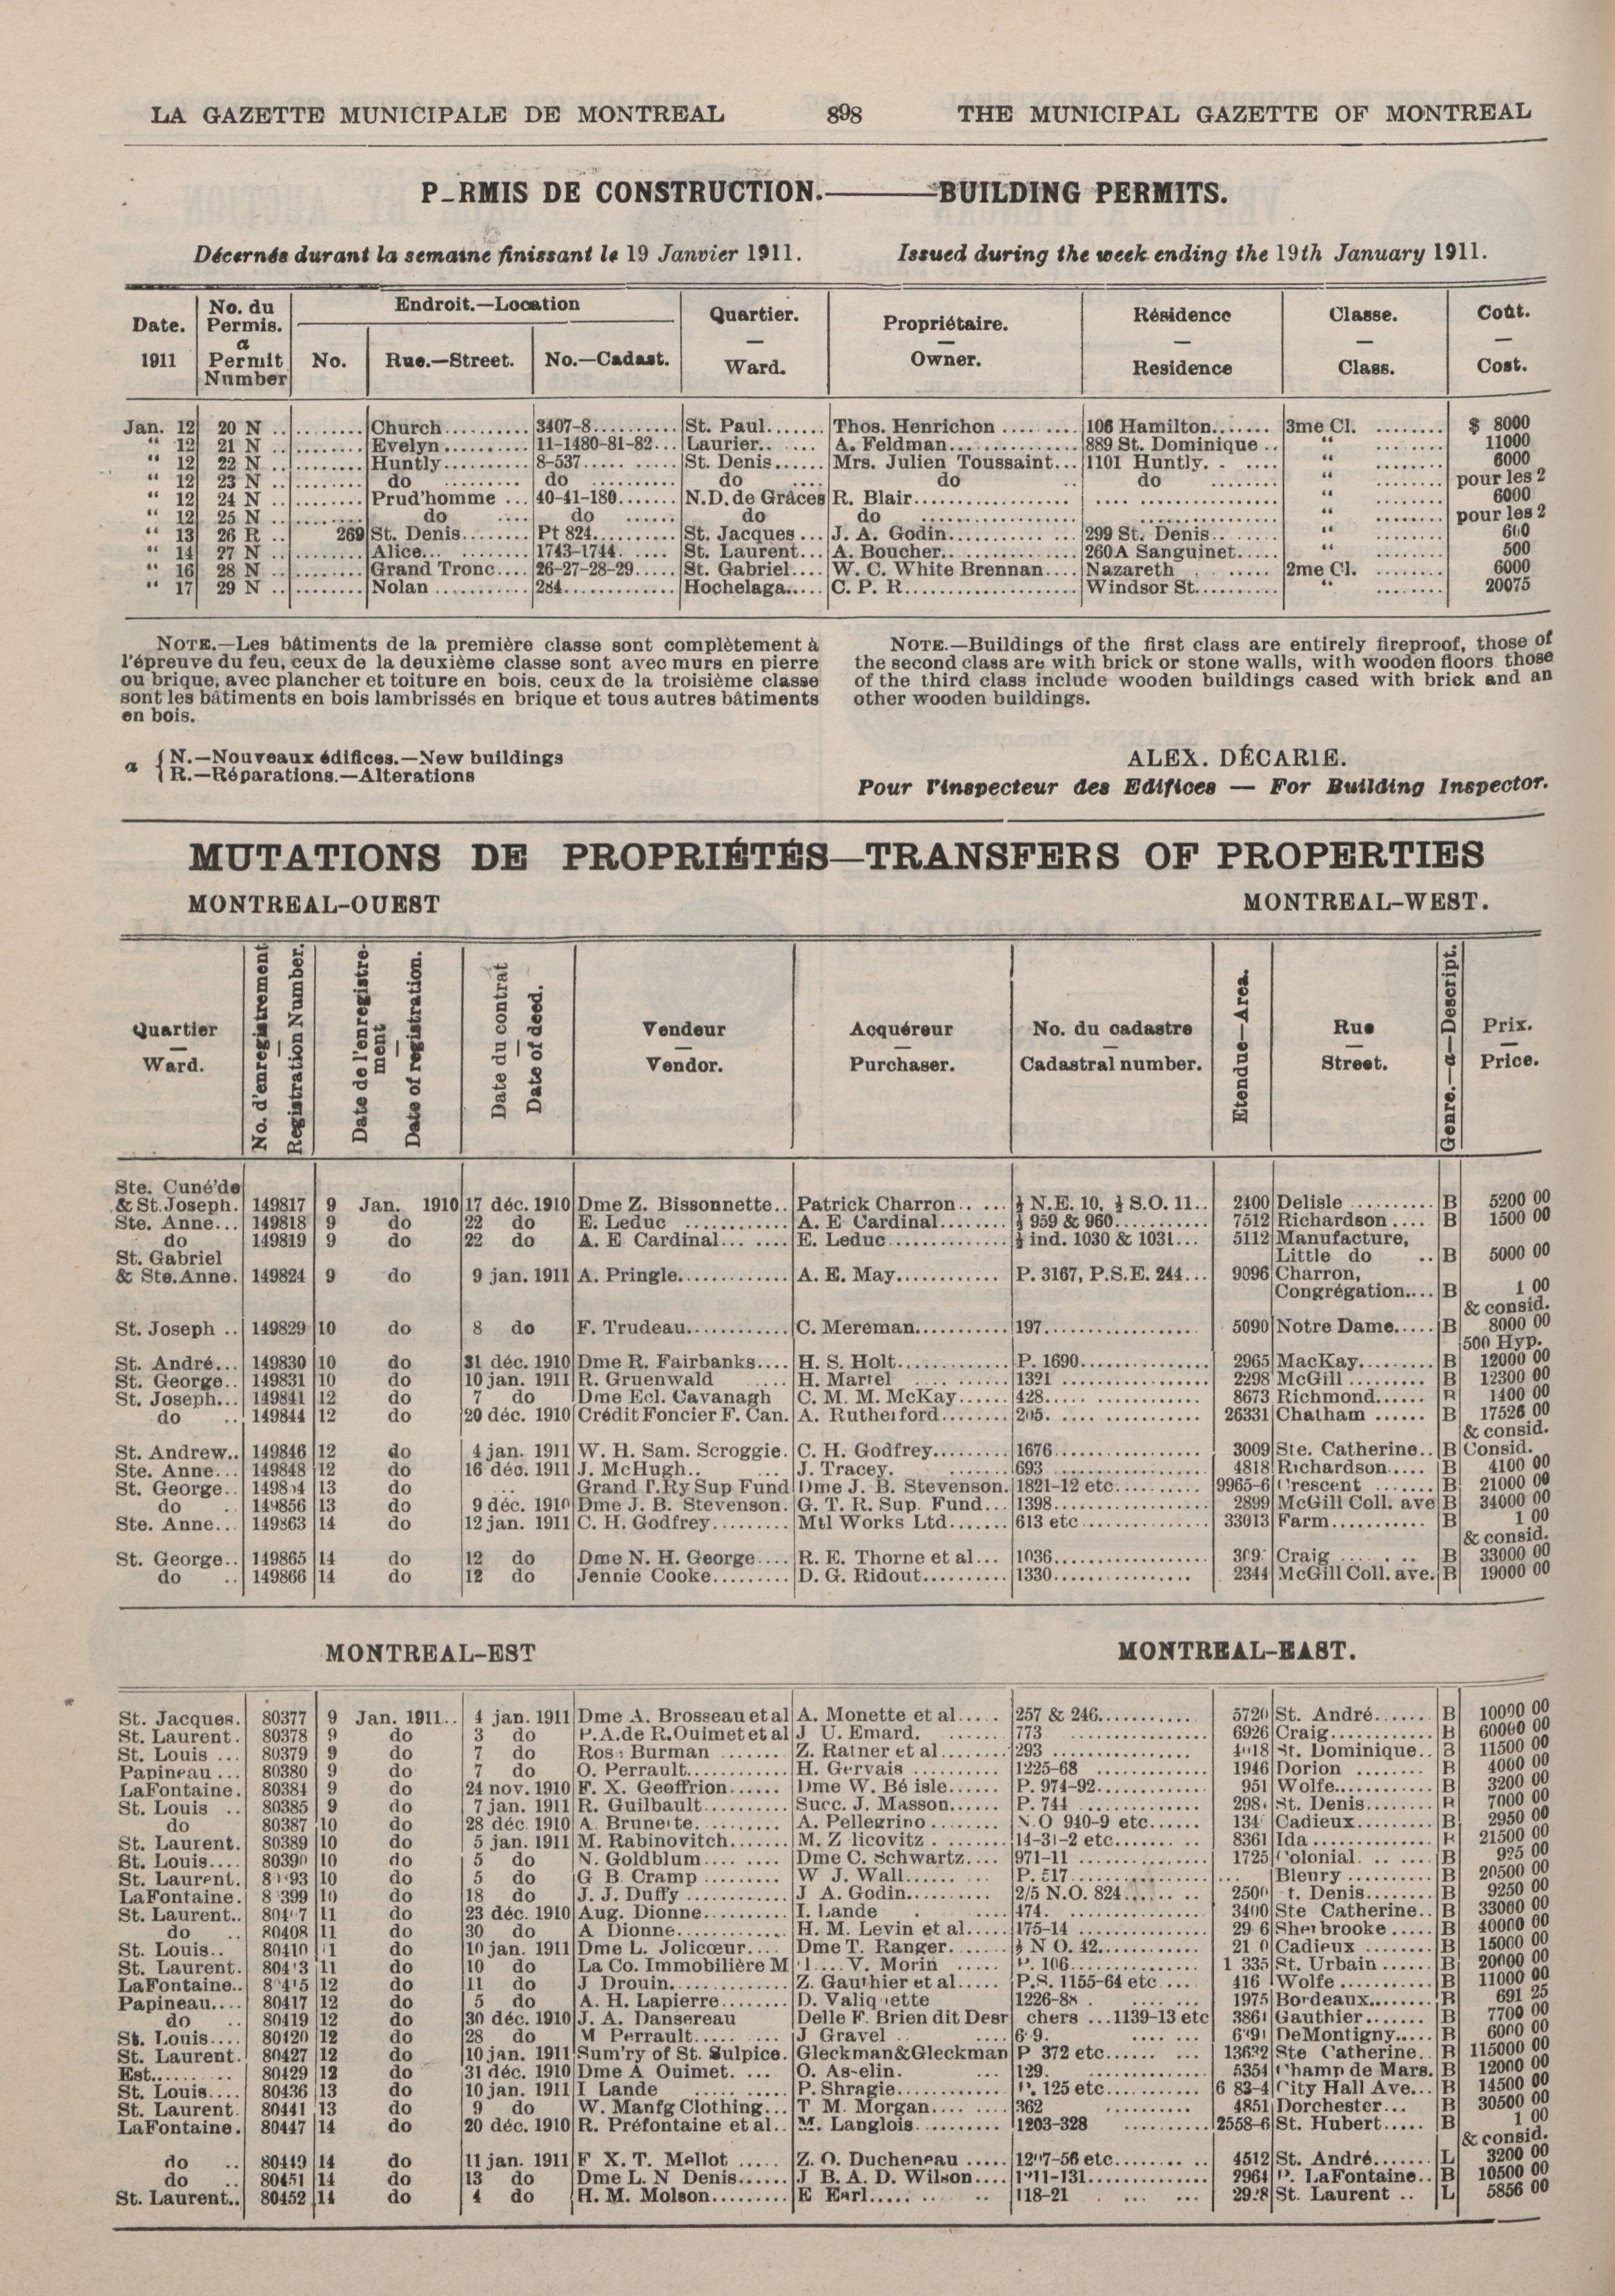 LA GAZETTE MUNICIPALE DE MONTREAL 898 THE MUNICIPAL GAZETTE OF MONTREAL
P_RMIS DE CONSTRUCTION.———BUILDING PERMITS.
Décernés durant la semaine finissant le 19 Janvier 1911. Issued during the week ending the 19th January 1911.
Date. 1911 | No. du Permis. a Permit Number | Endroit.—Location | No. | Rue.—Street. | No.—Cadast. | Quartier. — Ward. | Propriétaire. — Owner. | Résidence — Residence | Classe. — Class. | Coût. — Cost.
Jan. 12 20 N .. Church 3407-8 St. Paul Thos. Henrichon 106 Hamilton 3me Cl. $ 8000
“ 12 21 N .. Evelyn 11-1480-81-82 Laurier A. Feldman 889 St. Dominique “ 11000
“ 12 22 N .. Huntly 8-537 St. Denis Mrs. Julien Toussaint 1101 Huntly. “ 6000
“ 12 23 N .. do do do do do “ pour les 2
“ 12 24 N .. Prud'homme 40-41-180 N.D. de Grâces R. Blair “ 6000
“ 12 25 N .. do do do do “ pour les 2
“ 13 26 R .. 269 St. Denis Pt 824 St. Jacques J. A. Godin 299 St. Denis “ 600
“ 14 27 N .. Alice 1743-1744 St. Laurent A. Boucher 260A Sanguinet “ 500
“ 16 28 N .. Grand Tronc 26-27-28-29 St. Gabriel W. C. White Brennan Nazareth 2me Cl. 6000
“ 17 29 N .. Nolan 284 Hochelaga C. P. R. Windsor St. “ 20075
NOTE.—Les bâtiments de la première classe sont complètement à
l'épreuve du feu, ceux de la deuxième classe sont avec murs en pierre
ou brique, avec plancher et toiture en bois. ceux de la troisième classe
sont les bâtiments en bois lambrissés en brique et tous autres bâtiments
en bois.
NOTE.—Buildings of the first class are entirely fireproof, those of
the second class are with brick or stone walls, with wooden floors those
of the third class include wooden buildings cased with brick and an
other wooden buildings.
a { N.—Nouveaux édifices.—New buildings
R.—Réparations.—Alterations
ALEX. DÉCARIE.
Pour l'inspecteur des Edifices — For Building Inspector.
MUTATIONS DE PROPRIÉTÉS—TRANSFERS OF PROPERTIES
MONTREAL-OUEST MONTREAL-WEST.
Quartier — Ward. | No. d'enregistrement — Registration Number. | Date de l'enregistrement — Date of registration. | Date du contrat — Date of deed. | Vendeur — Vendor. | Acquéreur — Purchaser. | No. du cadastre — Cadastral number. | Etendue—Area. | Rue — Street. | Genre.—a—Descript. | Prix. — Price.
Ste. Cuné'de
& St.Joseph. 149817 9 Jan. 1910 17 déc. 1910 Dme Z. Bissonnette Patrick Charron ½ N.E. 10, ½ S.O. 11 2400 Delisle B 5200 00
Ste. Anne 149818 9 do 22 do E. Leduc A. E Cardinal ½ 959 & 960 7512 Richardson B 1500 00
do 149819 9 do 22 do A. E Cardinal E. Leduc ½ ind. 1030 & 1031 5112 Manufacture,
St. Gabriel Little do B 5000 00
& Ste.Anne. 149824 9 do 9 jan. 1911 A. Pringle A. E. May P. 3167, P.S.E. 244 9096 Charron,
Congrégation B 1 00
& consid.
St. Joseph 149829 10 do 8 do F. Trudeau C. Mereman 197 5090 Notre Dame B 8000 00
500 Hyp.
St. André 149830 10 do 31 déc. 1910 Dme R. Fairbanks H. S. Holt P. 1690 2965 MacKay B 12000 00
St. George 149831 10 do 10 jan. 1911 R. Gruenwald H. Martel 1321 2298 McGill B 12300 00
St. Joseph 149841 12 do 7 do Dme Ecl. Cavanagh C. M. M. McKay 428 8673 Richmond B 1400 00
do 149844 12 do 20 déc. 1910 Crédit Foncier F. Can. A. Rutherford 205 26331 Chatham B 17526 00
& consid.
St. Andrew 149846 12 do 4 jan. 1911 W. H. Sam. Scroggie. C. H. Godfrey 1676 3009 Ste. Catherine B Consid.
Ste. Anne 149848 12 do 16 déc. 1911 J. McHugh J. Tracey. 693 4818 Richardson B 4100 00
St. George 13 do Grand T.Ry Sup Fund Dme J. B. Stevenson. 1821-12 etc 9965-6 Crescent B 21000 00
do 149856 13 do 9 déc. 1910 Dme J. B. Stevenson. G. T. R. Sup. Fund 1398 2899 McGill Coll. ave B 34000 00
Ste. Anne 149863 14 do 12 jan. 1911 C. H. Godfrey Mtl Works Ltd 613 etc 33013 Farm B 1 00
& consid.
St. George 149865 14 do 12 do Dme N. H. George R. E. Thorne et al 1036 Craig B 33000 00
do 149866 14 do 12 do Jennie Cooke D. G. Ridout 1330 2344 McGill Coll. ave. B 19000 00
MONTREAL-EST MONTREAL-EAST.
St. Jacques. 80377 9 Jan. 1911 4 jan. 1911 Dme A. Brosseau et al A. Monette et al 257 & 246 5720 St. André B 10000 00
St. Laurent. 80378 9 do 3 do P.A.de R.Ouimet et al J U. Emard. 773 6926 Craig B 60000 00
St. Louis 80379 9 do 7 do Burman Z. Ratner et al 293 St. Dominique B 11500 00
Papineau 80380 9 do 7 do O. Perrault H. Gervais 1225-68 1946 Dorion B 4000 00
LaFontaine. 80384 9 do 24 nov. 1910 F. X. Geoffrion Dme W. P. 974-92 951 Wolfe B 3200 00
St. Louis 80385 9 do 7 jan. 1911 R. Guilbault Succ. J. Masson P. 744 St. Denis B 7000 00
do 80387 10 do 28 déc 1910 A. Brunette A. Pellegrino N.O 940-9 etc Cadieux B 2950 00
St. Laurent. 80389 10 do 5 jan. 1911 M. Rabinovitch M. 14-31-2 etc 8361 Ida B 21500 00
St. Louis 80390 10 do 5 do N. Goldblum Dme C. Schwartz 971-11 1725 Colonial B 925 00
St. Laurent. 10 do 5 do G B. Cramp W J. Wall P. 517 Bleury B 20500 00
LaFontaine. 10 do 18 do J. J. Duffy J A. Godin 2/5 N.O. 824 2500 Denis B 9250 00
St. Laurent 11 do 23 déc. 1910 Aug. Dionne I. Lande 474 3400 Ste Catherine B 33000 00
do 80408 11 do 30 do A Dionne H. M. Levin et al 175-14 Sherbrooke B 40000 00
St. Louis 80410 do 10 jan. 1911 Dme L. Jolicœur Dme T. Ranger ½ N O. 42 Cadieux B 15000 00
St. Laurent. 11 do 10 do La Co. Immobilière M V. Morin P. 106 St. Urbain B 20000 00
LaFontaine 12 do 11 do J Drouin Z. Gauthier et al P.S. 1155-64 etc 416 Wolfe B 11000 00
Papineau 80417 12 do 5 do A. H. Lapierre D. Valiquette 1226-88 1975 Bordeaux B 691 25
do 80419 12 do 30 déc. 1910 J. A. Dansereau Delle F. Brien dit Desr chers 1139-13 etc 3861 Gauthier B 7700 00
St. Louis 80420 12 do 28 do M Perrault J Gravel DeMontigny B 6000 00
St. Laurent. 80427 12 do 10 jan. 1911 Sum'ry of St. Sulpice. Gleckman&Gleckman P 372 etc 13632 Ste Catherine B 115000 00
Est 80429 12 do 31 déc. 1910 Dme A Ouimet. O. Asselin. 129 5354 Champ de Mars. B 12000 00
St. Louis 80436 13 do 10 jan. 1911 I Lande P. Shragie P. 125 etc City Hall Ave B 14500 00
St. Laurent. 80441 13 do 9 do W. Manfg Clothing T M. Morgan 362 4851 Dorchester B 30500 00
LaFontaine. 80447 14 do 20 déc. 1910 R. Préfontaine et al M. Langlois 1203-328 2558-6 St. Hubert B 1 00
& consid.
do 80449 14 do 11 jan. 1911 F X. T. Mellot Z. O. Ducheneau 1207-56 etc 4512 St. André L 3200 00
do 80451 14 do 13 do Dme L. N Denis J B. A. D. Wilson 1211-131 2964 P. LaFontaine B 10500 00
St. Laurent 80452 14 do 4 do H. M. Molson E Earl 118-21 St. Laurent L 5856 00